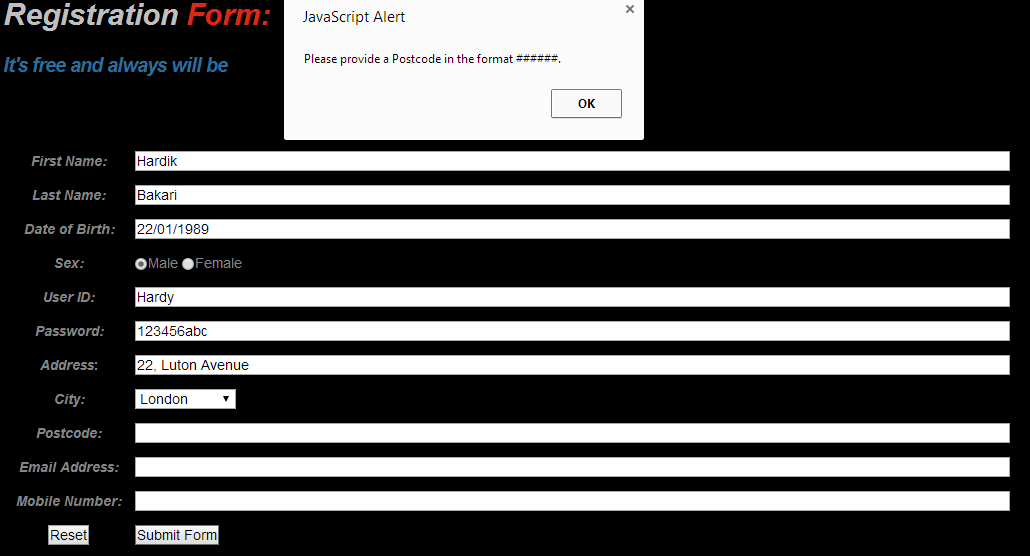 Registration Form:
It's free and always will be
JavaScript Alert
Please provide a Postcode in the format ######.
OK
First Name: Hardik
Last Name: Bakari
Date of Birth: 22/01/1989
Sex: Male Female
User ID: Hardy
Password: 123456abc
Address: 22, Luton Avenue
City: London
Postcode:
Email Address:
Mobile Number:
Reset Submit Form